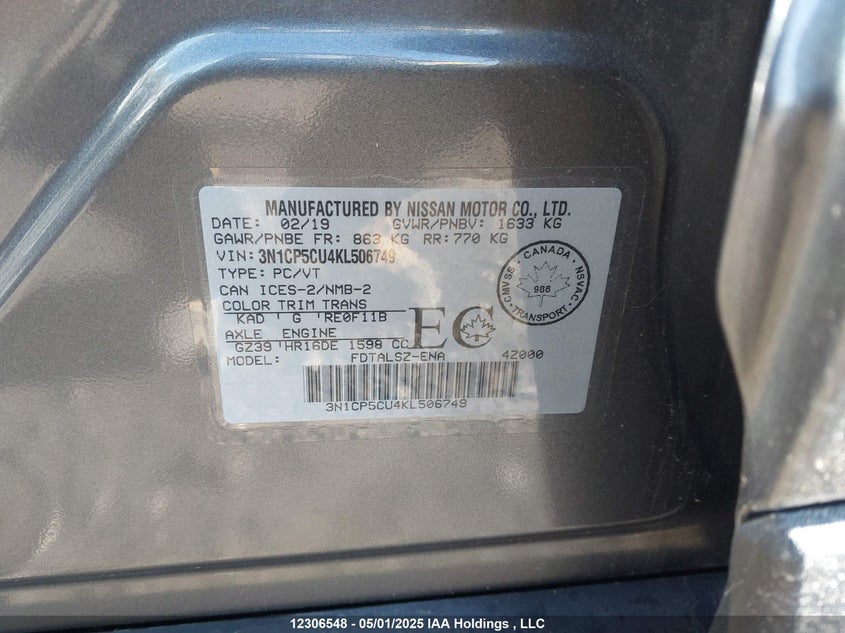 MANUFACTURED BY NISSAN MOTOR CO., LTD.
DATE: 02/19 GVWR/PNBV: 1633 KG
GAWR/PNBE FR: 863 KG RR: 770 KG
VIN: 3N1CP5CU4KL506749
TYPE: PC/VT
CAN ICES-2/NMB-2
COLOR TRIM TRANS
KAD ' G 'RE0F11B
AXLE ENGINE
GZ39 'HR16DE 1598 CC
MODEL: FDTALSZ-ENA 4Z000
3N1CP5CU4KL506749
EC
CANADA
CMVSS NSVAC
986
TRANSPORT
12306548 - 05/01/2025 IAA Holdings , LLC